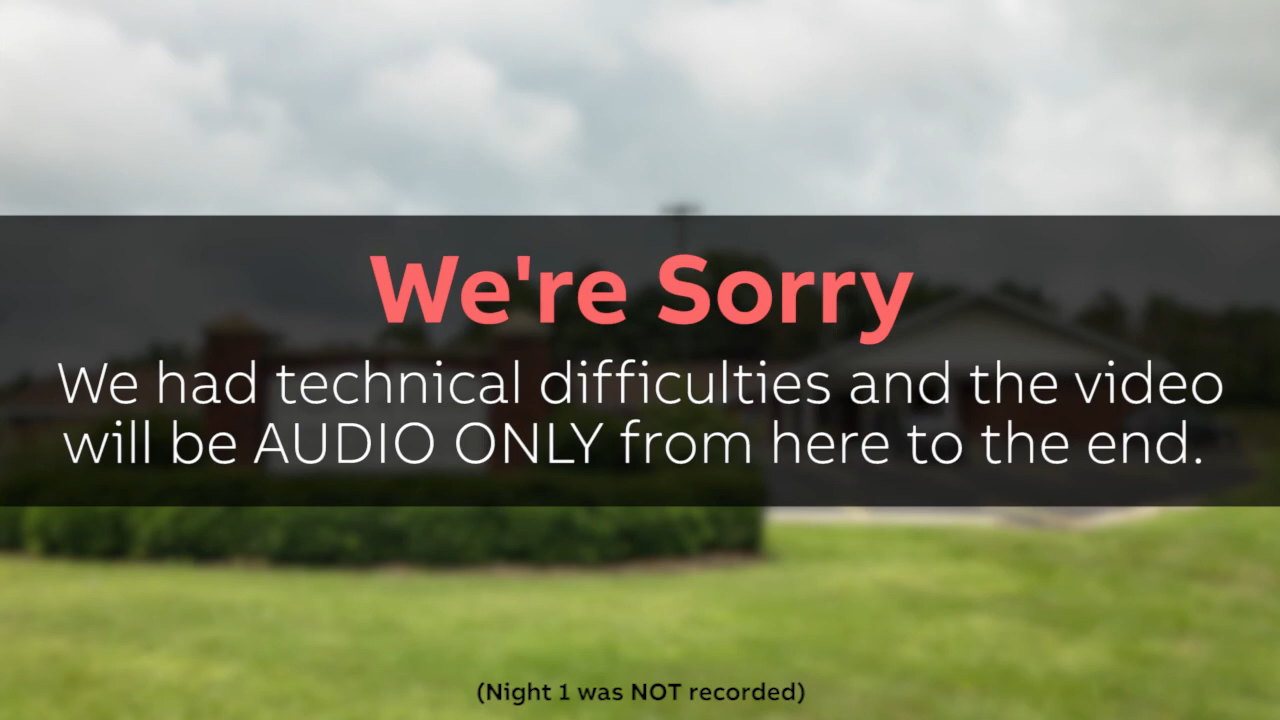 We're Sorry
We had technical difficulties and the video
will be AUDIO ONLY from here to the end.
(Night 1 was NOT recorded)